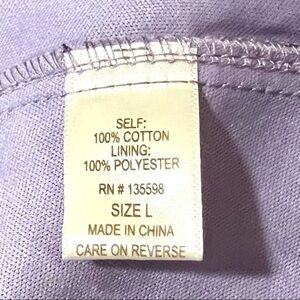 SELF:
100% COTTON
LINING:
100% POLYESTER
RN # 135598
SIZE L
MADE IN CHINA
CARE ON REVERSE